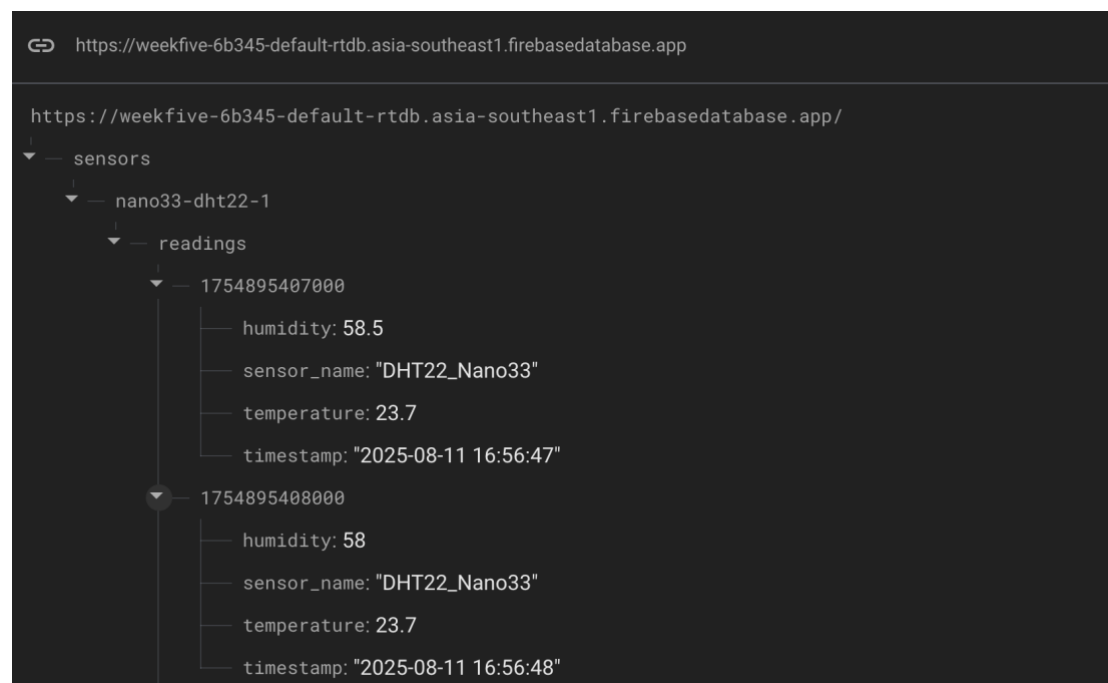 https://weekfive-6b345-default-rtdb.asia-southeast1.firebasedatabase.app
https://weekfive-6b345-default-rtdb.asia-southeast1.firebasedatabase.app/
sensors
nano33-dht22-1
readings
1754895407000
humidity: 58.5
sensor_name: "DHT22_Nano33"
temperature: 23.7
timestamp: "2025-08-11 16:56:47"
1754895408000
humidity: 58
sensor_name: "DHT22_Nano33"
temperature: 23.7
timestamp: "2025-08-11 16:56:48"